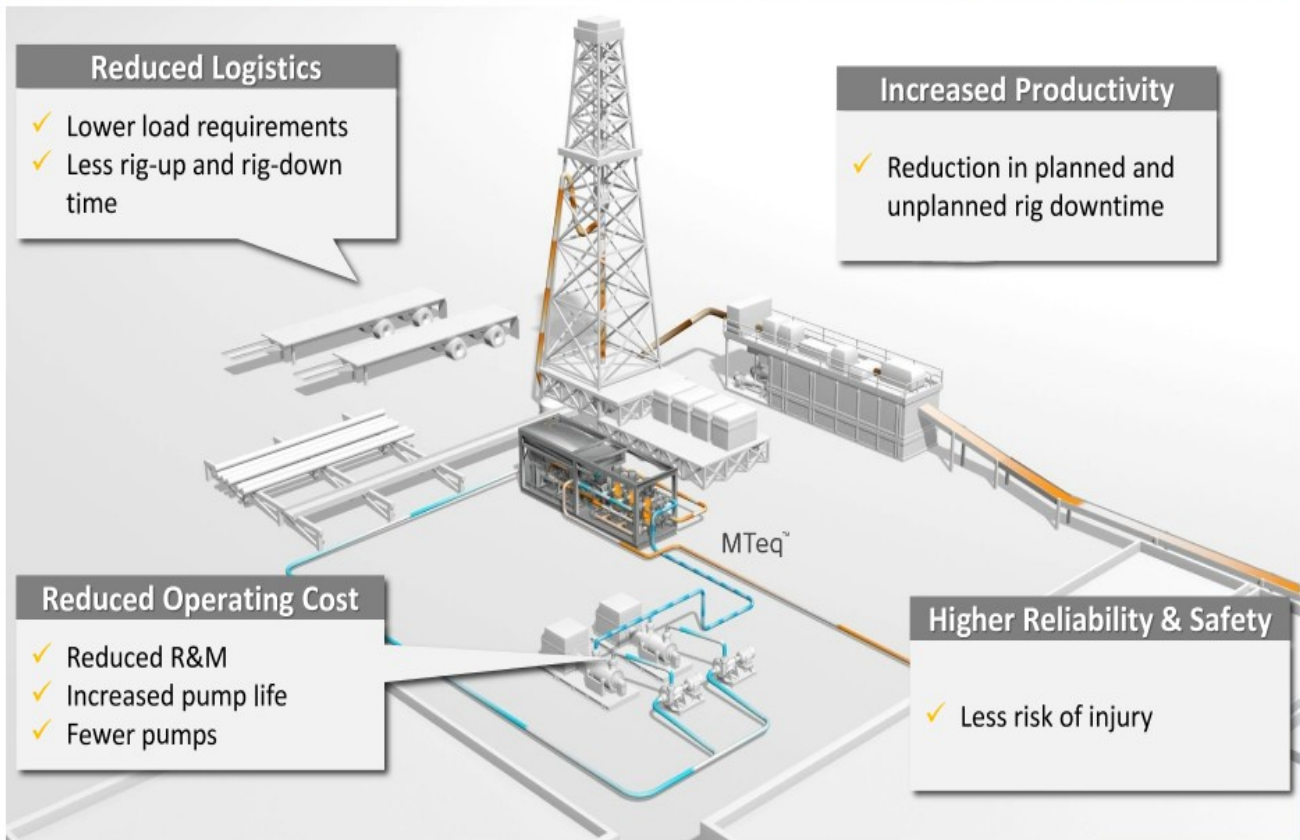 Reduced Logistics
✓ Lower load requirements
✓ Less rig-up and rig-down
time
Increased Productivity
✓ Reduction in planned and
unplanned rig downtime
MTeq™
Reduced Operating Cost
✓ Reduced R&M
✓ Increased pump life
✓ Fewer pumps
Higher Reliability & Safety
✓ Less risk of injury